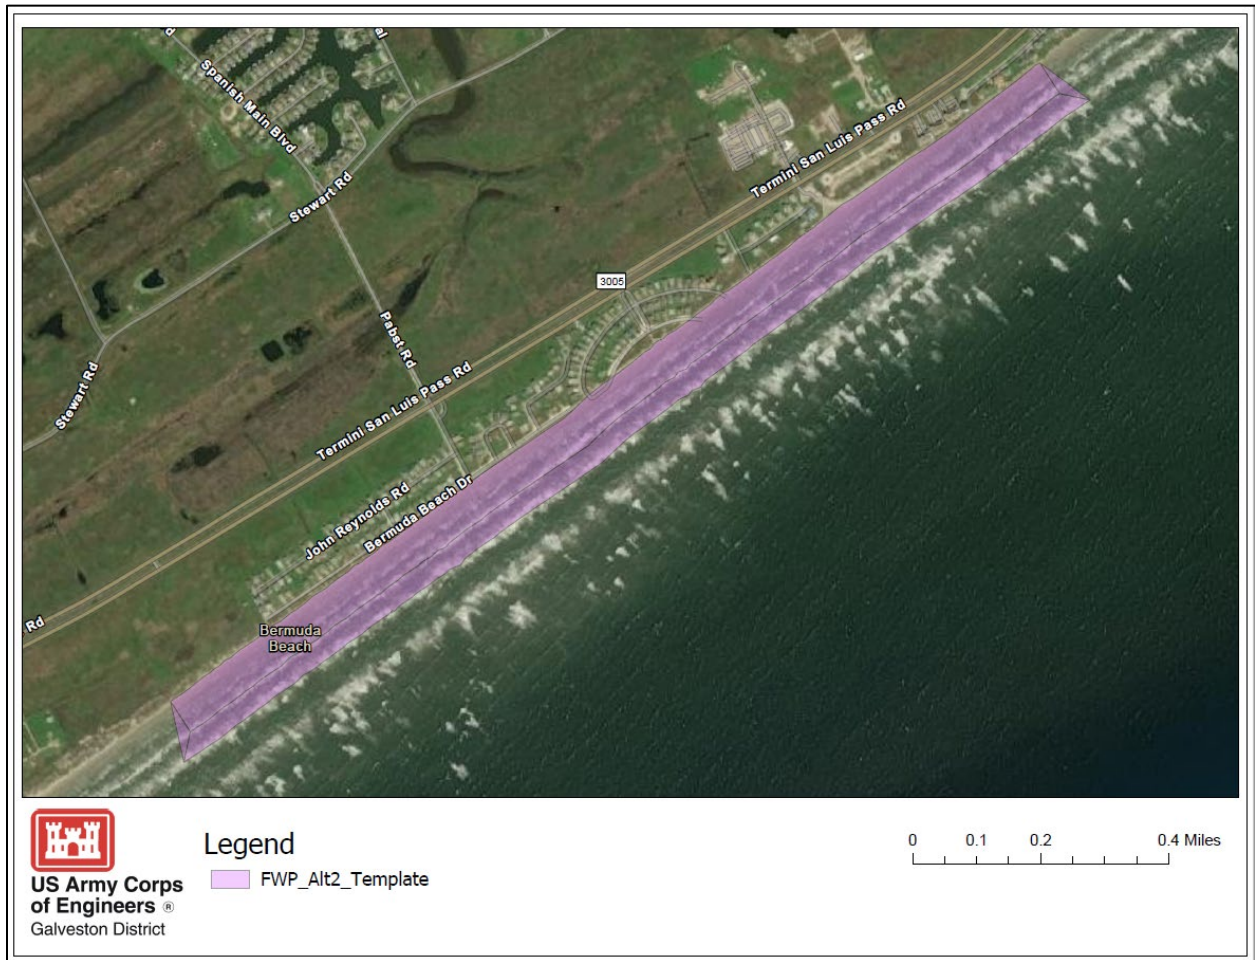 d
al
Spanish Main Blvd
Stewart Rd
Termini San Luis Pass Rd
3005
Pabst Rd
Stewart Rd
Termini San Luis Pass Rd
John Reynolds Rd
Bermuda Beach Dr
Rd
Bermuda
Beach
Legend
FWP_Alt2_Template
0 0.1 0.2 0.4 Miles
US Army Corps
of Engineers ®
Galveston District